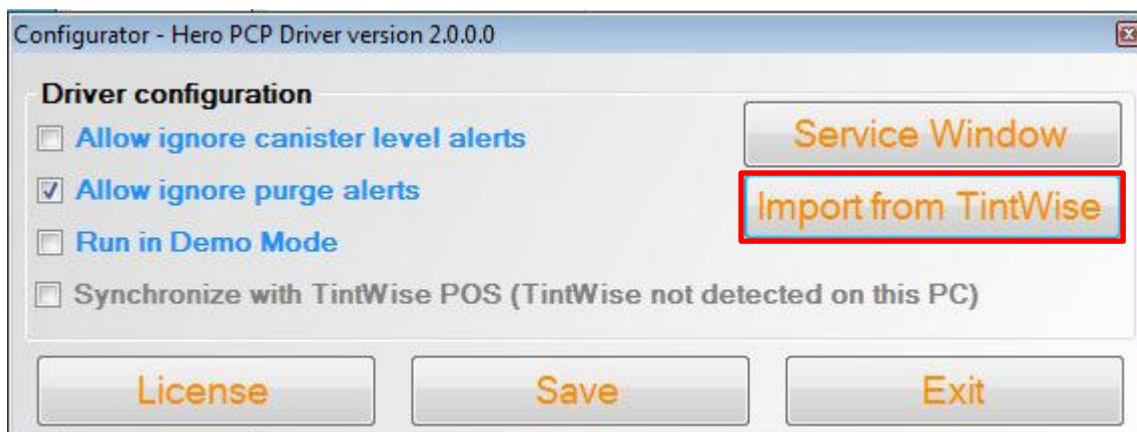 Configurator - Hero PCP Driver version 2.0.0.0
Driver configuration
Allow ignore canister level alerts
Service Window
Allow ignore purge alerts
Import from TintWise
Run in Demo Mode
Synchronize with TintWise POS (TintWise not detected on this PC)
License
Save
Exit